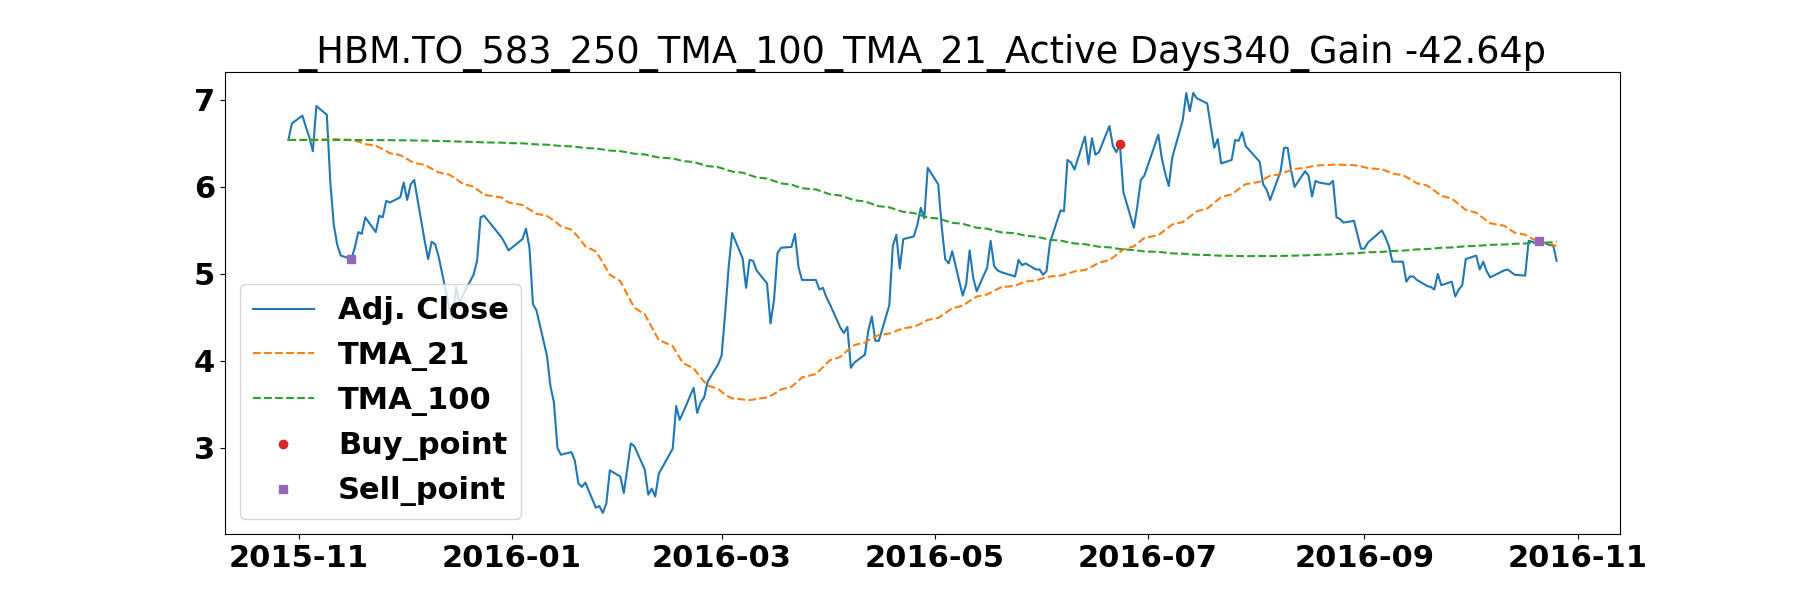 _HBM.TO_583_250_TMA_100_TMA_21_Active Days340_Gain -42.64p
7
6
5
4
3
Adj. Close
TMA_21
TMA_100
Buy_point
Sell_point
2015-11 2016-01 2016-03 2016-05 2016-07 2016-09 2016-11